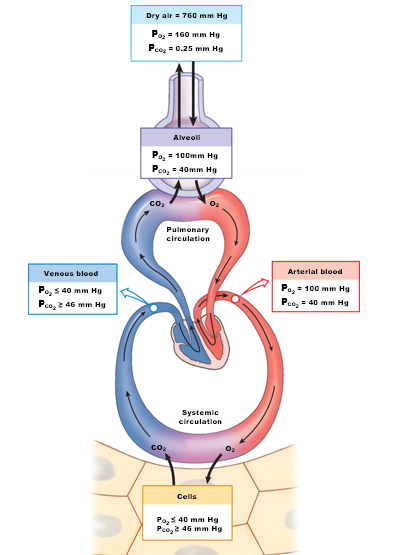 Dry air = 760 mm Hg
PO₂ = 160 mm Hg
PCO₂ = 0.25 mm Hg
Alveoli
PO₂ = 100mm Hg
PCO₂ = 40mm Hg
CO₂
O₂
Pulmonary
circulation
Venous blood
PO₂ ≤ 40 mm Hg
PCO₂ ≥ 46 mm Hg
Arterial blood
PO₂ = 100 mm Hg
PCO₂ = 40 mm Hg
Systemic
circulation
CO₂
O₂
Cells
PO₂ ≤ 40 mm Hg
PCO₂ ≥ 46 mm Hg